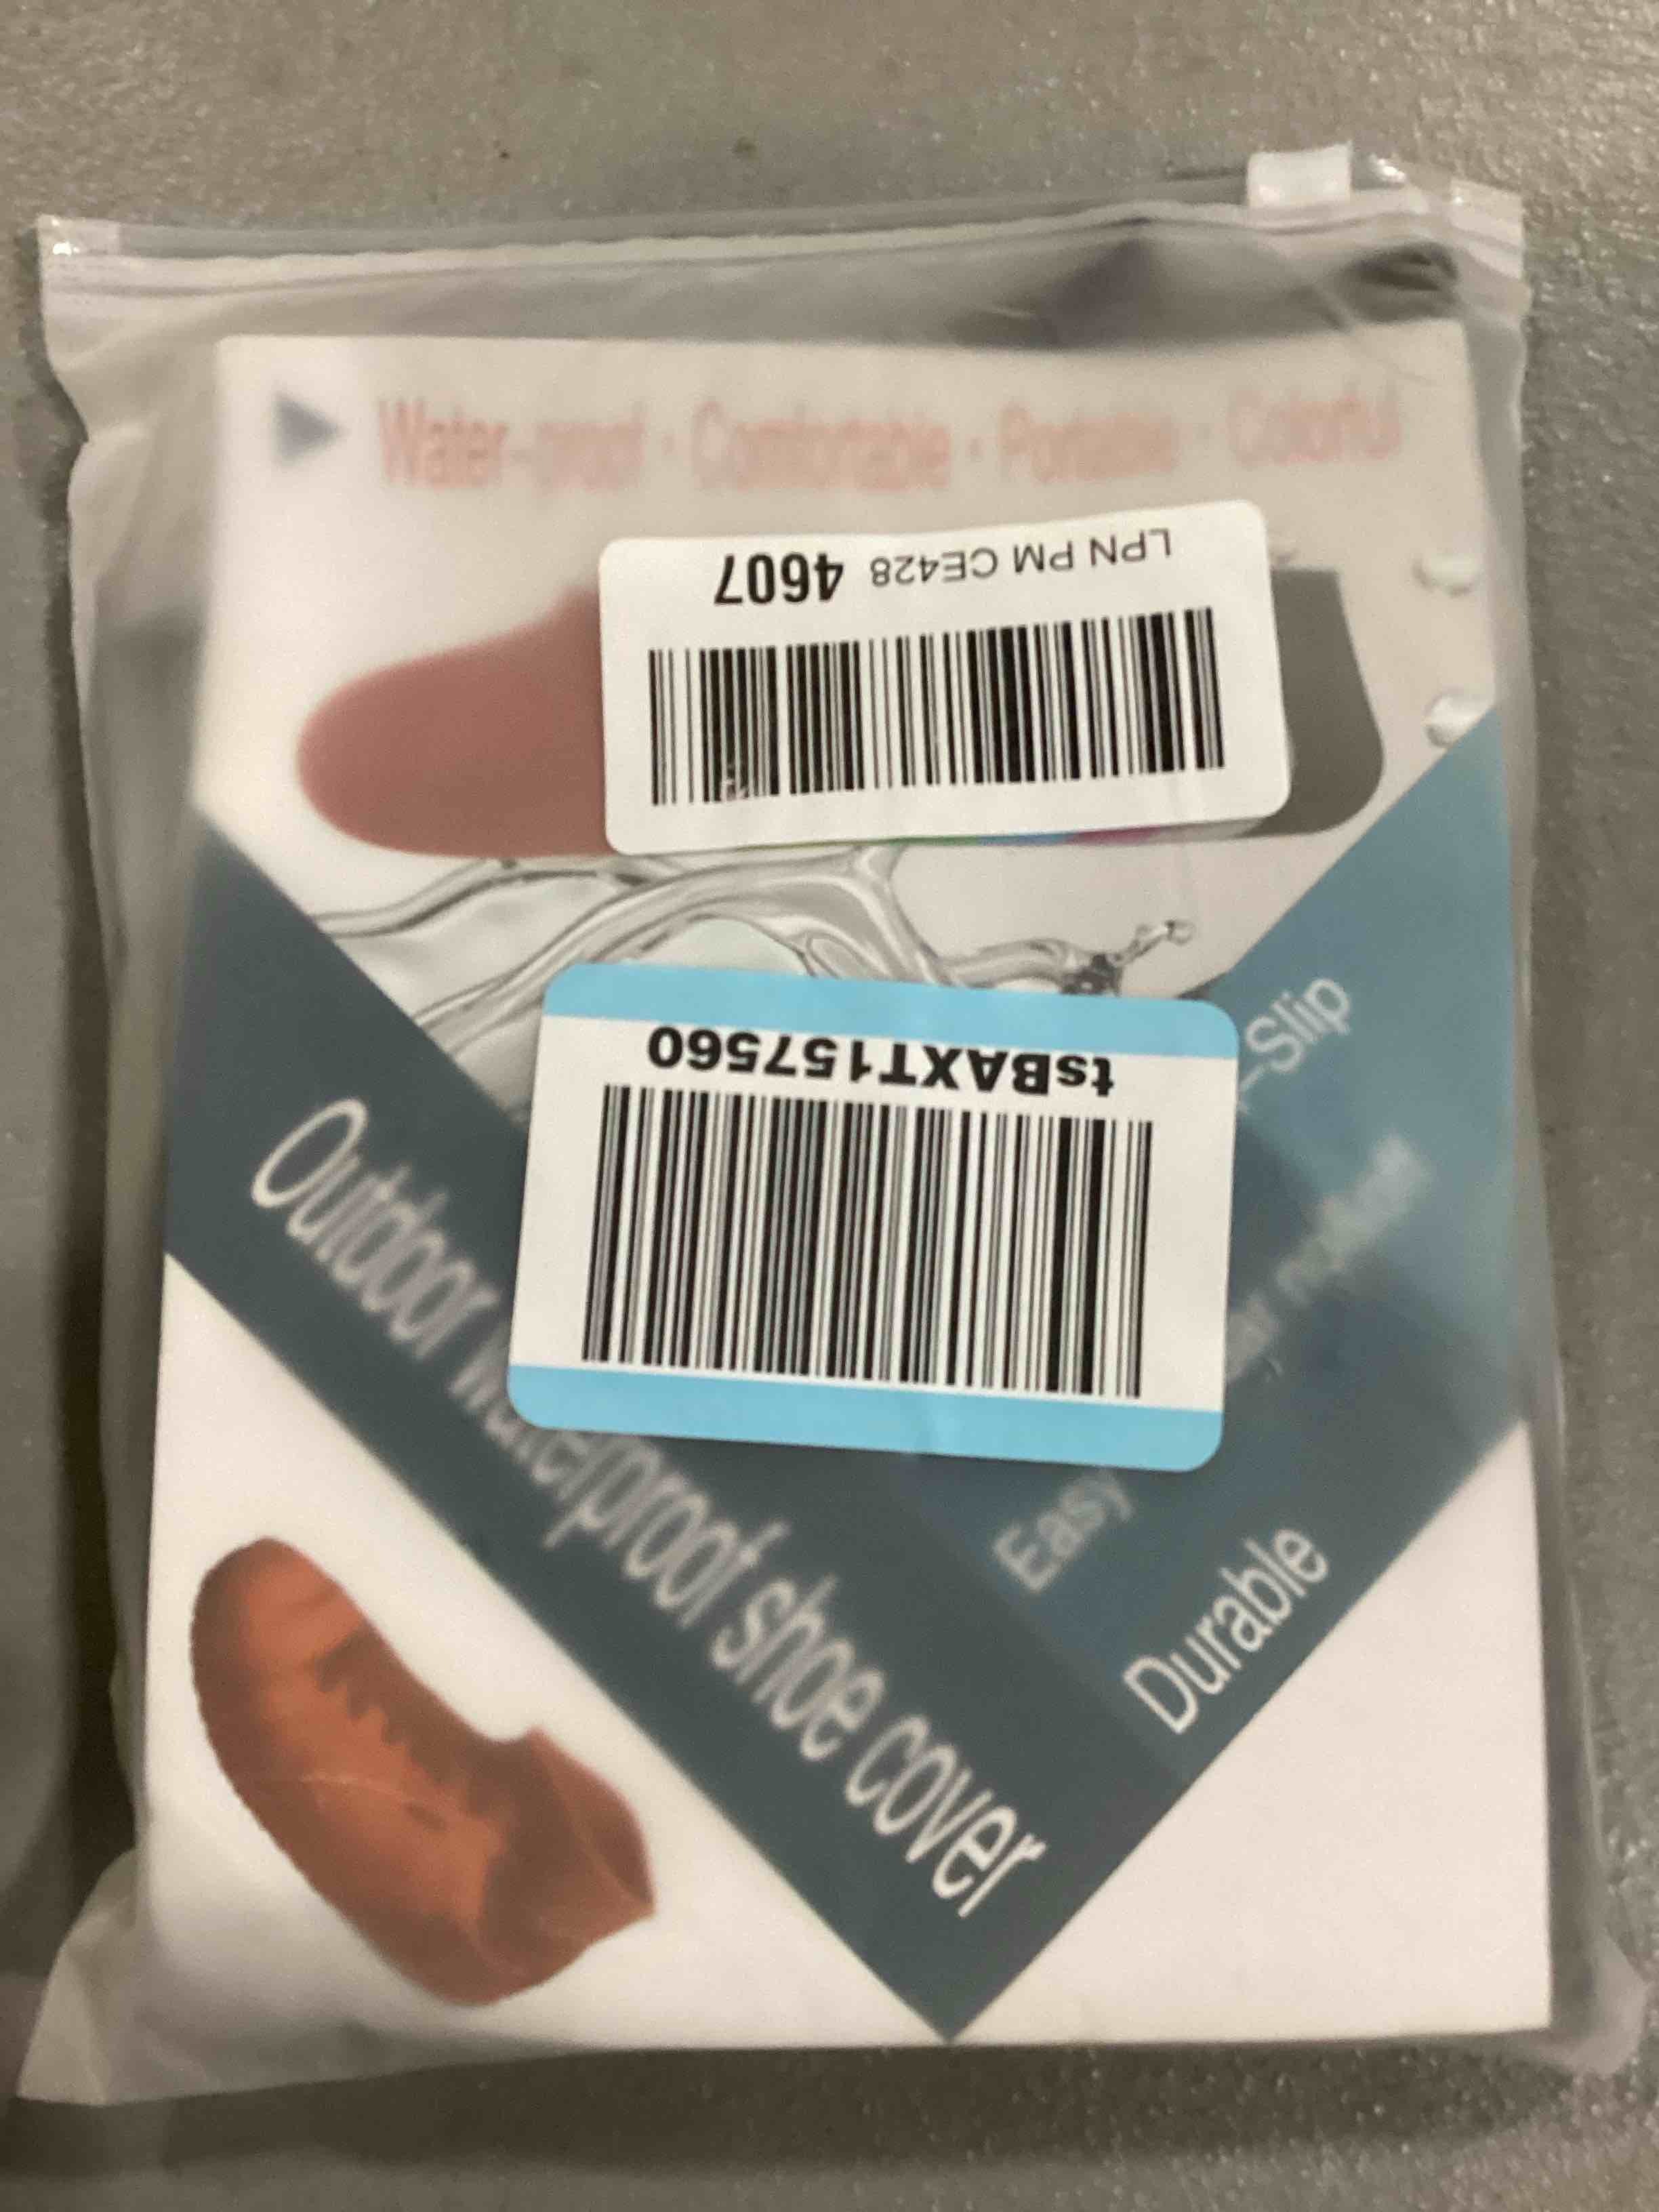 Water-proof · Comfortable · Portable · Colorful
LPN PM CE428 4607
tsBAXT157560
-Slip
Easy
Durable
Outdoor waterproof shoe cover